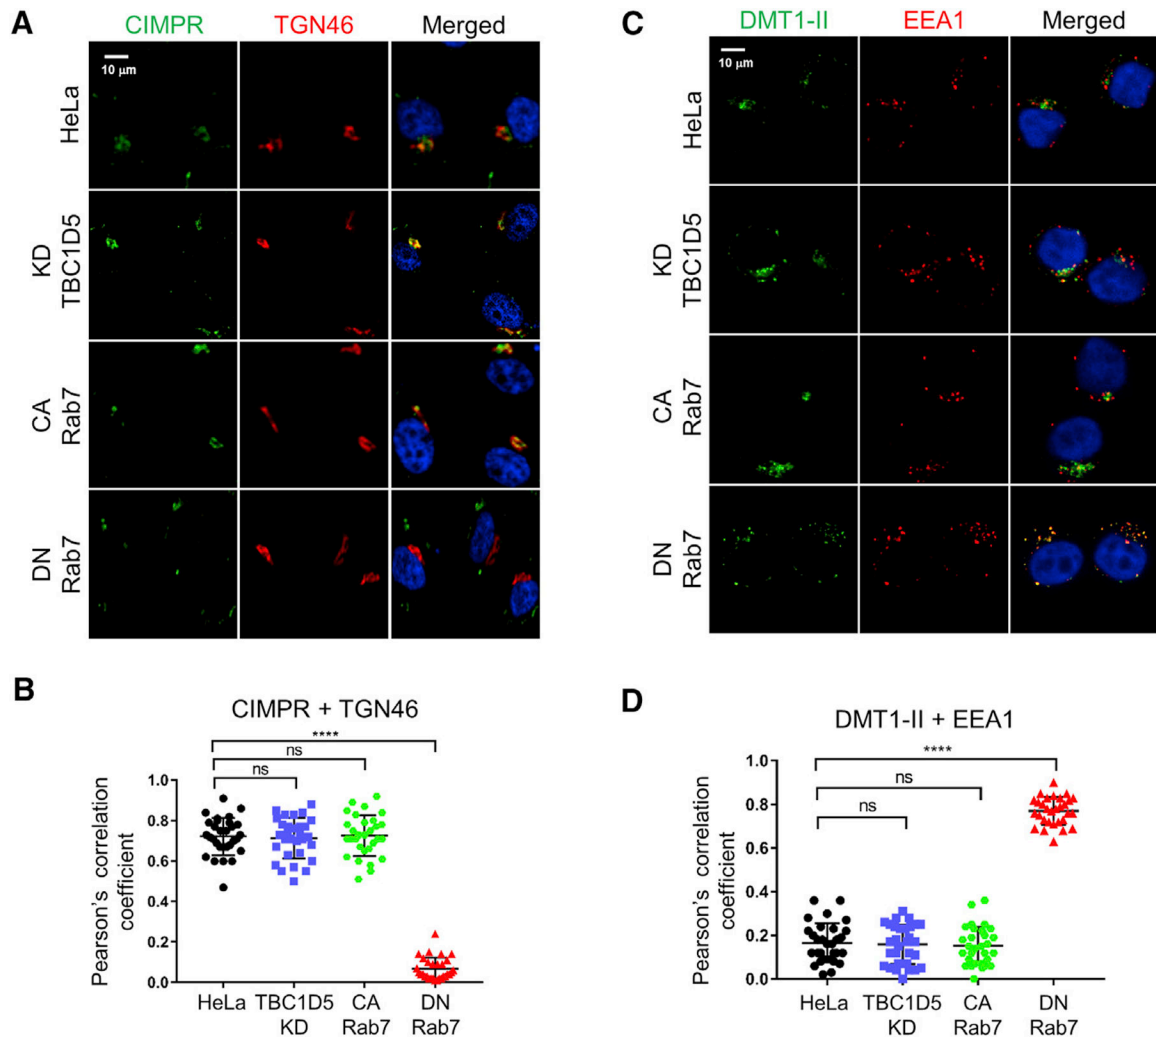 A
CIMPR TGN46 Merged
10 μm
HeLa
KD
TBC1D5
CA
Rab7
DN
Rab7
B
CIMPR + TGN46
****
ns
ns
Pearson's correlation
coefficient
1.0
0.8
0.6
0.4
0.2
0.0
HeLa TBC1D5 CA DN
KD Rab7 Rab7
C
DMT1-II EEA1 Merged
10 μm
HeLa
KD
TBC1D5
CA
Rab7
DN
Rab7
D
DMT1-II + EEA1
****
ns
ns
Pearson's correlation
coefficient
1.0
0.8
0.6
0.4
0.2
0.0
HeLa TBC1D5 CA DN
KD Rab7 Rab7